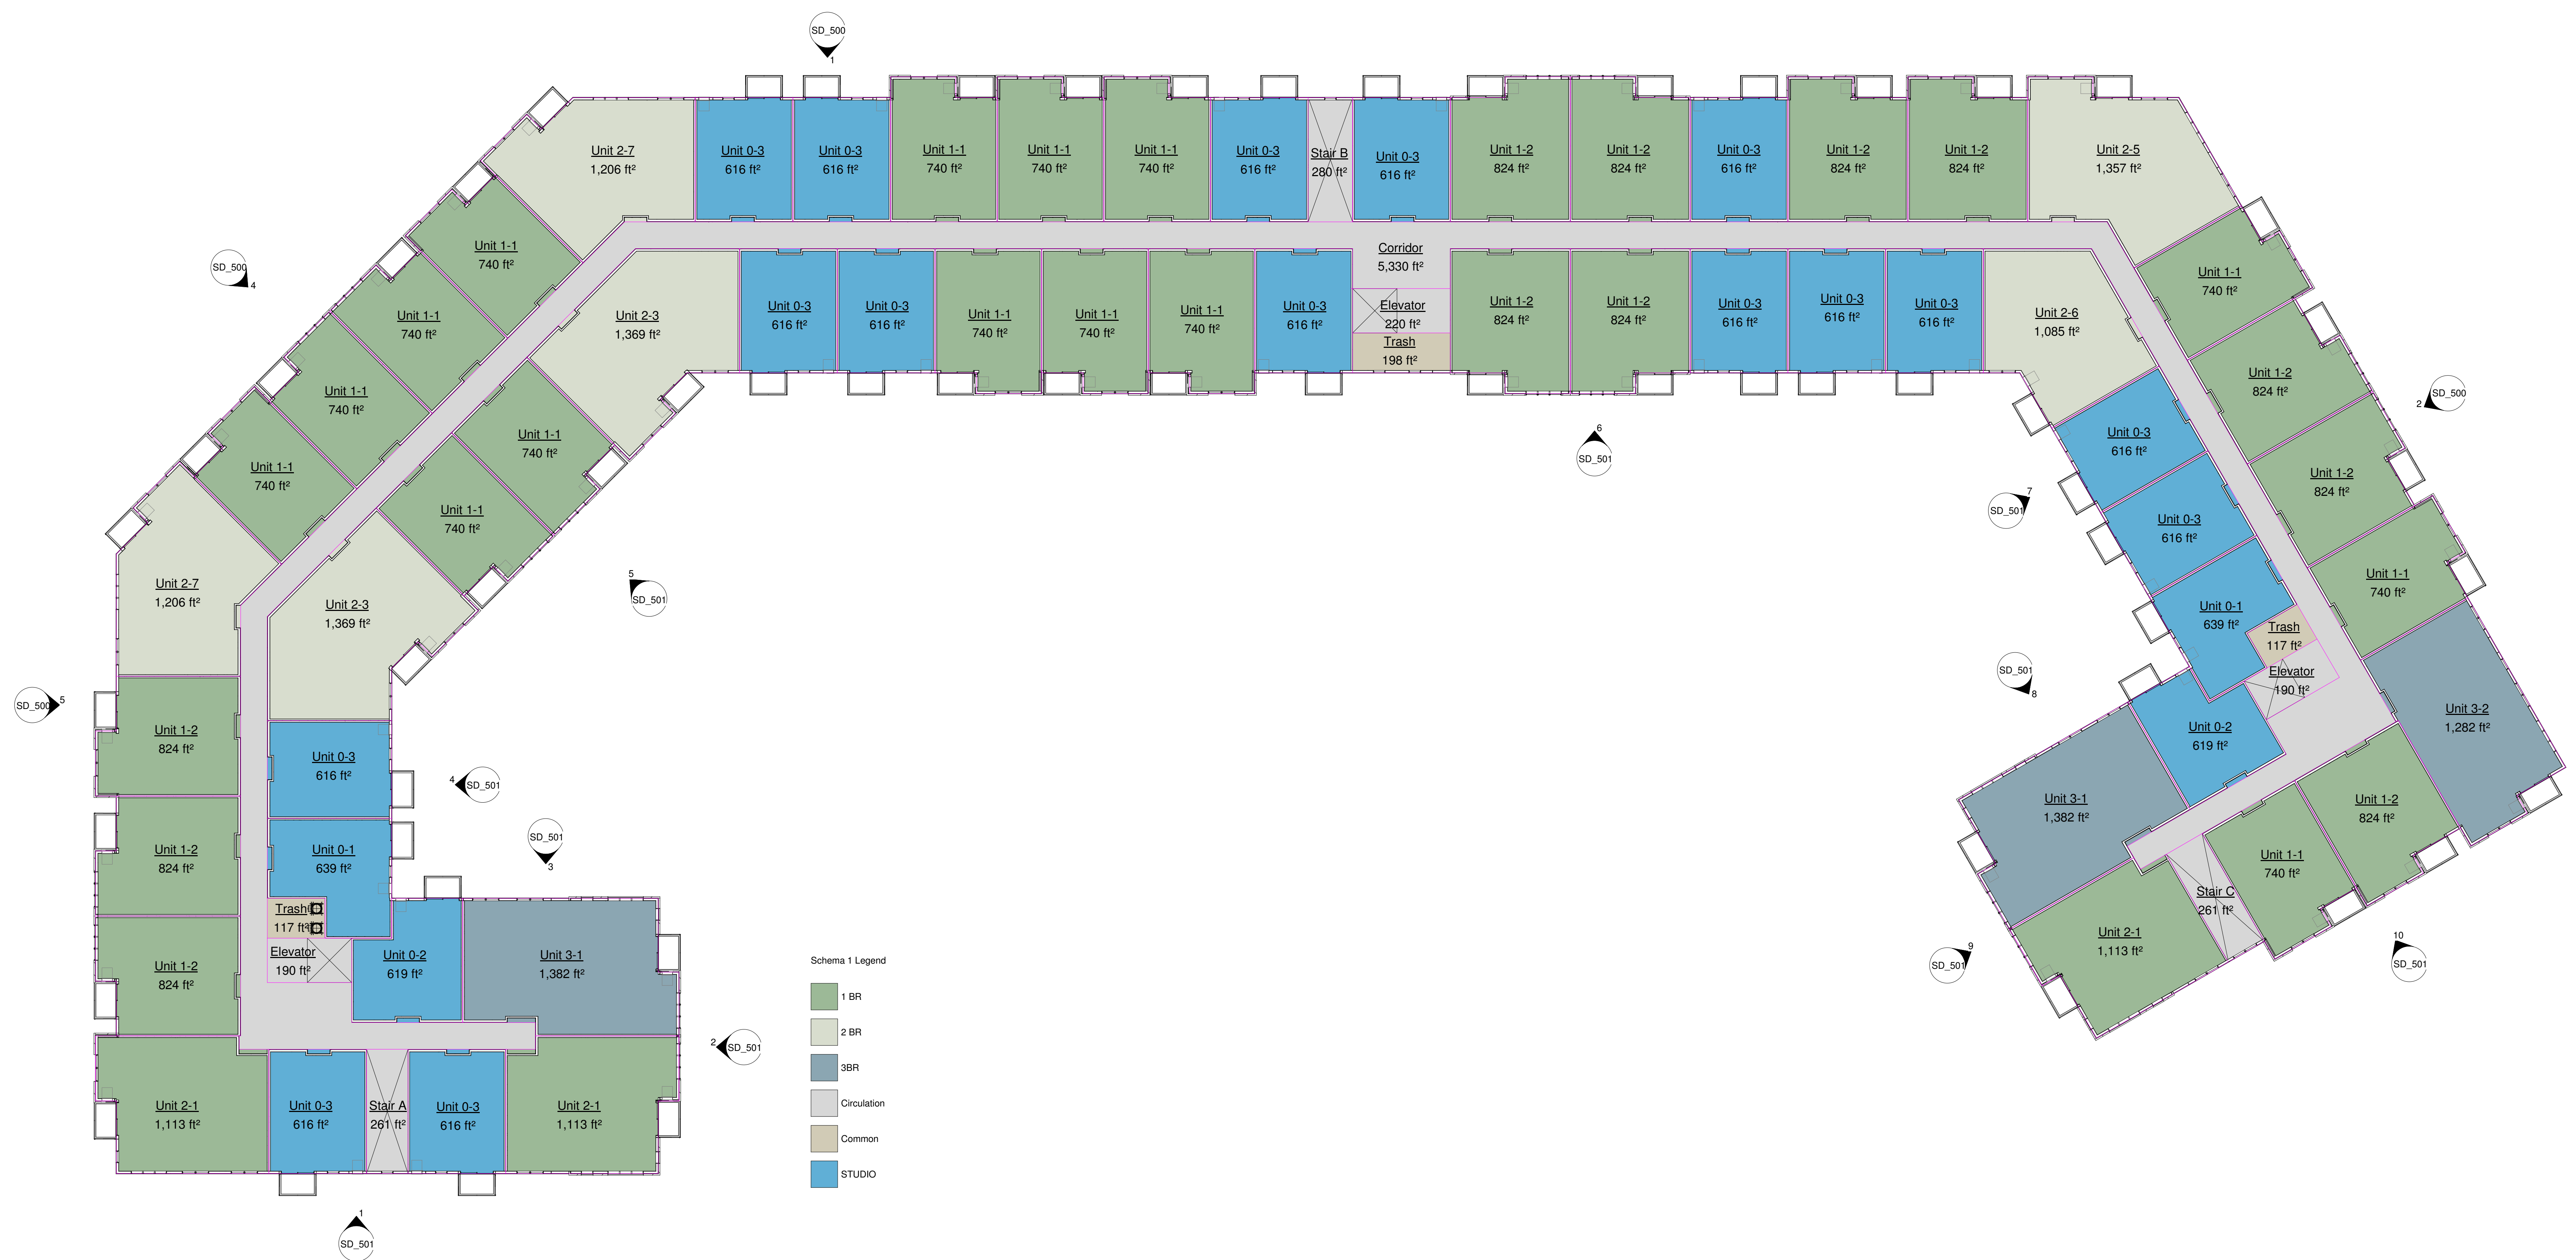 SD_500
1
Unit 2-7
1,206 ft²
Unit 0-3
616 ft²
Unit 0-3
616 ft²
Unit 1-1
740 ft²
Unit 1-1
740 ft²
Unit 1-1
740 ft²
Unit 0-3
616 ft²
Stair B
280 ft²
Unit 0-3
616 ft²
Unit 1-2
824 ft²
Unit 1-2
824 ft²
Unit 0-3
616 ft²
Unit 1-2
824 ft²
Unit 1-2
824 ft²
Unit 2-5
1,357 ft²
Unit 1-1
740 ft²
SD_500
4
Corridor
5,330 ft²
Unit 1-1
740 ft²
Unit 1-1
740 ft²
Unit 2-3
1,369 ft²
Unit 0-3
616 ft²
Unit 0-3
616 ft²
Unit 1-1
740 ft²
Unit 1-1
740 ft²
Unit 1-1
740 ft²
Unit 0-3
616 ft²
Elevator
220 ft²
Trash
198 ft²
Unit 1-2
824 ft²
Unit 1-2
824 ft²
Unit 0-3
616 ft²
Unit 0-3
616 ft²
Unit 0-3
616 ft²
Unit 2-6
1,085 ft²
Unit 1-2
824 ft²
2
SD_500
Unit 1-1
740 ft²
Unit 1-1
740 ft²
Unit 1-1
740 ft²
Unit 1-1
740 ft²
6
SD_501
Unit 0-3
616 ft²
Unit 1-2
824 ft²
7
SD_501
Unit 0-3
616 ft²
Unit 2-7
1,206 ft²
Unit 2-3
1,369 ft²
5
SD_501
Unit 0-1
639 ft²
Unit 1-1
740 ft²
Trash
117 ft²
Elevator
190 ft²
SD_501
8
SD_500
5
Unit 1-2
824 ft²
Unit 0-3
616 ft²
4
SD_501
Unit 0-2
619 ft²
Unit 3-2
1,282 ft²
Unit 3-1
1,382 ft²
Unit 1-2
824 ft²
Unit 1-2
824 ft²
Unit 0-1
639 ft²
SD_501
3
Unit 1-1
740 ft²
Stair C
261 ft²
Trash
117 ft²
Unit 2-1
1,113 ft²
Unit 1-2
824 ft²
Elevator
190 ft²
Unit 0-2
619 ft²
Unit 3-1
1,382 ft²
9
SD_501
10
SD_501
2
SD_501
Unit 2-1
1,113 ft²
Unit 0-3
616 ft²
Stair A
261 ft²
Unit 0-3
616 ft²
Unit 2-1
1,113 ft²
1
SD_501
Schema 1 Legend
1 BR
2 BR
3BR
Circulation
Common
STUDIO